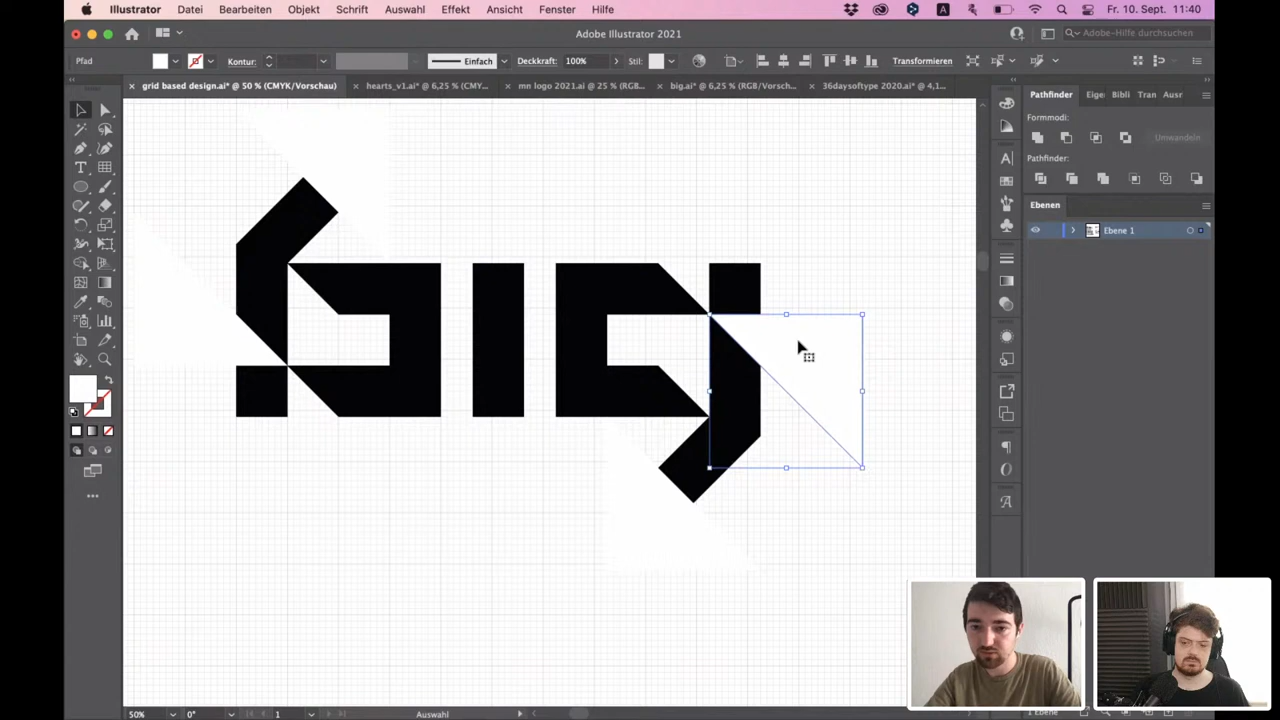 Illustrator Datei Bearbeiten Objekt Schrift Auswahl Effekt Ansicht Fenster Hilfe A Fr. 10. Sept. 11:40
Adobe Illustrator 2021 Adobe-Hilfe durchsuchen
Pfad Kontur: Einfach Deckkraft: 100% Stil: Transformieren
× grid based design.ai* @ 50 % (CMYK/Vorschau) × hearts_v1.ai* @ 6,25 % (CMY... × mn logo 2021.ai @ 25 % (RGB... × big.ai* @ 6,25 % (RGB/Vorsch... × 36daysoftype 2020.ai* @ 4,1...
Pathfinder Eige Bibli Tran Ausr
Formmodi:
Umwandeln
Pathfinder:
Ebenen
Ebene 1
big
50% 0° 1 Auswahl 1 Ebene